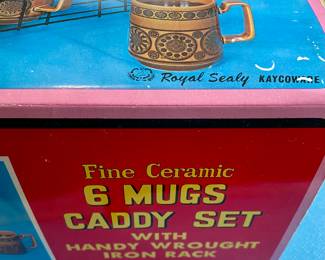 Royal Sealy KAYCOWARE
Fine Ceramic
6 MUGS
CADDY SET
WITH
HANDY WROUGHT
IRON RACK